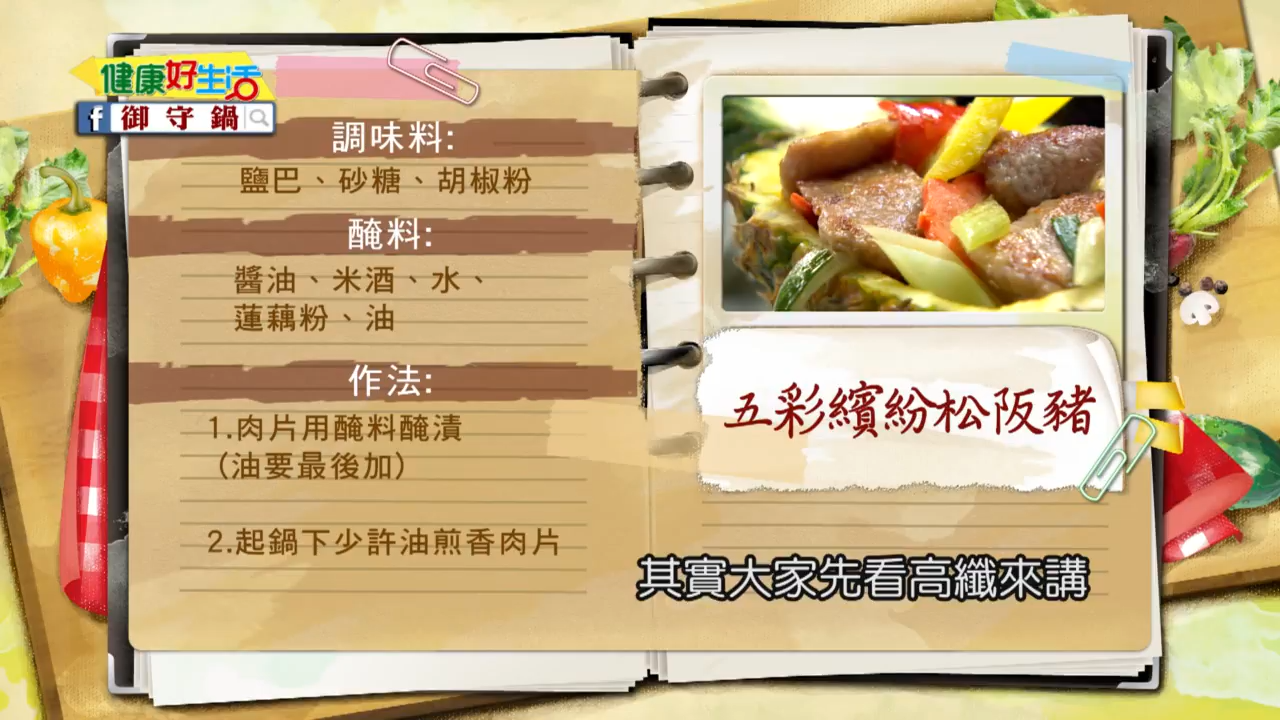 健康好生活
f 御守鍋
調味料:
鹽巴、砂糖、胡椒粉
醃料:
醬油、米酒、水、
蓮藕粉、油
作法:
1.肉片用醃料醃漬
(油要最後加)
2.起鍋下少許油煎香肉片
五彩繽紛松阪豬
其實大家先看高纖來講